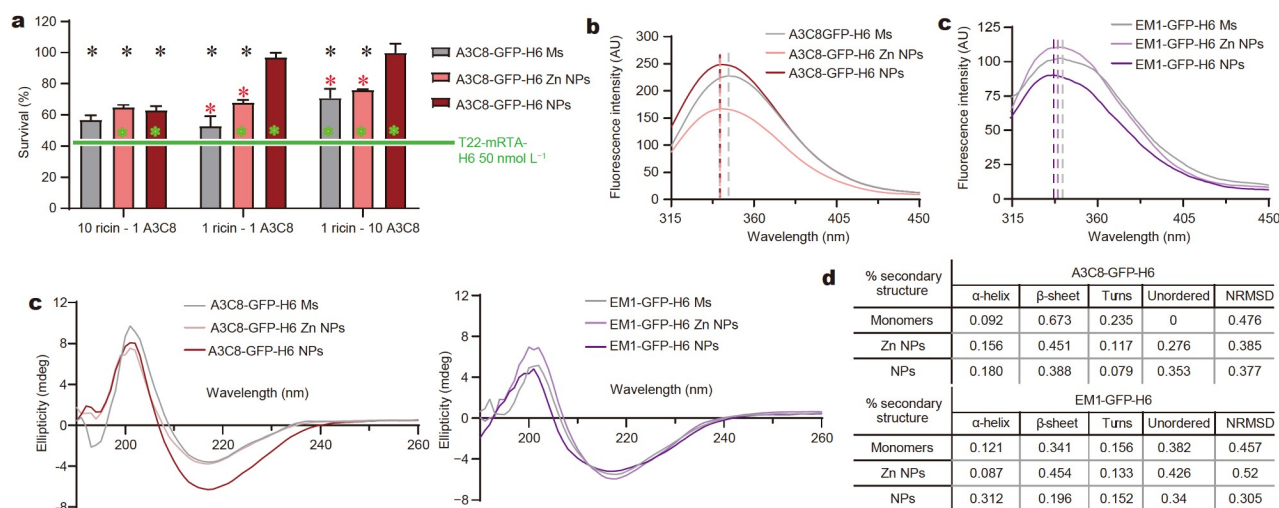 a
120
100
80
60
40
20
0
Survival (%)
* * * * * * * *
* *
* * * * * * *
10 ricin - 1 A3C8
1 ricin - 1 A3C8
1 ricin - 10 A3C8
A3C8-GFP-H6 Ms
A3C8-GFP-H6 Zn NPs
A3C8-GFP-H6 NPs
T22-mRTA-
H6 50 nmol L⁻¹
b
300
250
200
150
100
50
0
Fluorescence intensity (AU)
A3C8GFP-H6 Ms
A3C8-GFP-H6 Zn NPs
A3C8-GFP-H6 NPs
315 360 405 450
Wavelength (nm)
c
125
100
75
50
25
0
Fluorescence intensity (AU)
EM1-GFP-H6 Ms
EM1-GFP-H6 Zn NPs
EM1-GFP-H6 NPs
315 360 405 450
Wavelength (nm)
c
12
8
4
0
−4
−8
Ellipticity (mdeg)
A3C8-GFP-H6 Ms
A3C8-GFP-H6 Zn NPs
A3C8-GFP-H6 NPs
Wavelength (nm)
200 220 240 260
12
8
4
0
−4
−8
Ellipticity (mdeg)
EM1-GFP-H6 Ms
EM1-GFP-H6 Zn NPs
EM1-GFP-H6 NPs
Wavelength (nm)
200 220 240 260
d
% secondary
structure
A3C8-GFP-H6
α-helix β-sheet Turns Unordered NRMSD
Monomers 0.092 0.673 0.235 0 0.476
Zn NPs 0.156 0.451 0.117 0.276 0.385
NPs 0.180 0.388 0.079 0.353 0.377
% secondary
structure
EM1-GFP-H6
α-helix β-sheet Turns Unordered NRMSD
Monomers 0.121 0.341 0.156 0.382 0.457
Zn NPs 0.087 0.454 0.133 0.426 0.52
NPs 0.312 0.196 0.152 0.34 0.305